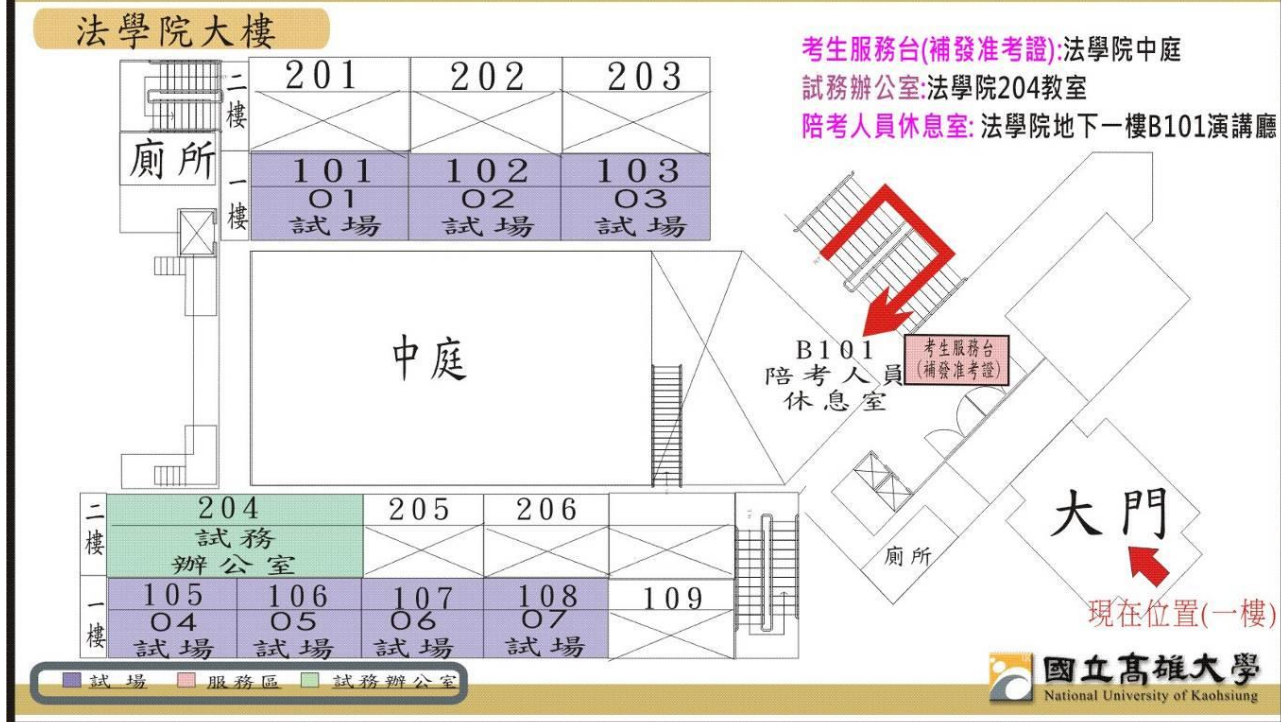 法學院大樓
考生服務台(補發准考證):法學院中庭
試務辦公室:法學院204教室
陪考人員休息室: 法學院地下一樓B101演講廳
二樓
201
202
203
廁所
一樓
101
102
103
01
02
03
試場
試場
試場
中庭
B101
陪考人員
休息室
考生服務台
(補發准考證)
大門
廁所
現在位置(一樓)
二樓
204
205
206
試務
辦公室
一樓
105
106
107
108
109
04
05
06
07
試場
試場
試場
試場
試場
服務區
試務辦公室
國立高雄大學
National University of Kaohsiung